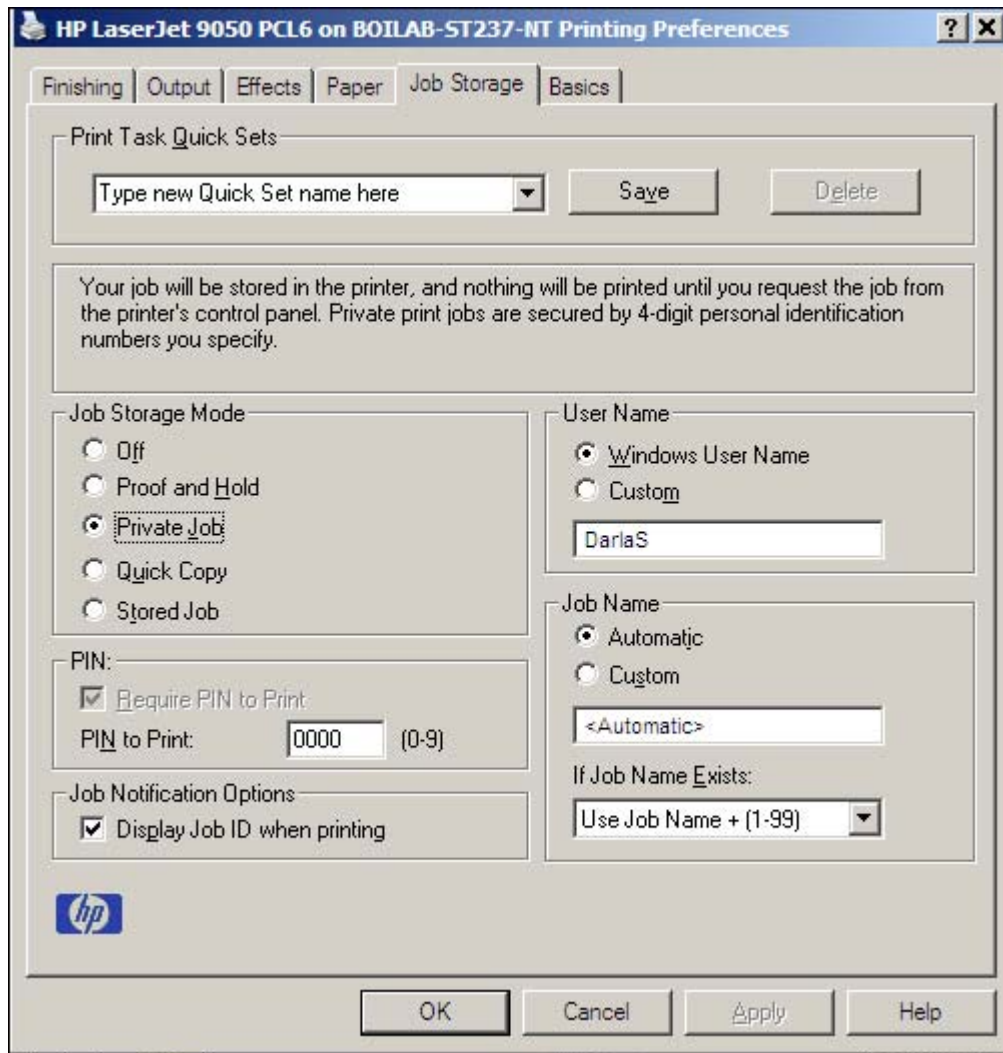 HP LaserJet 9050 PCL6 on BOILAB-ST237-NT Printing Preferences
Finishing Output Effects Paper Job Storage Basics
Print Task Quick Sets
Type new Quick Set name here Save Delete
Your job will be stored in the printer, and nothing will be printed until you request the job from
the printer's control panel. Private print jobs are secured by 4-digit personal identification
numbers you specify.
Job Storage Mode
Off
Proof and Hold
Private Job
Quick Copy
Stored Job
User Name
Windows User Name
Custom
DarlaS
PIN:
Require PIN to Print
PIN to Print: 0000 (0-9)
Job Notification Options
Display Job ID when printing
Job Name
Automatic
Custom
<Automatic>
If Job Name Exists:
Use Job Name + (1-99)
hp
OK Cancel Apply Help